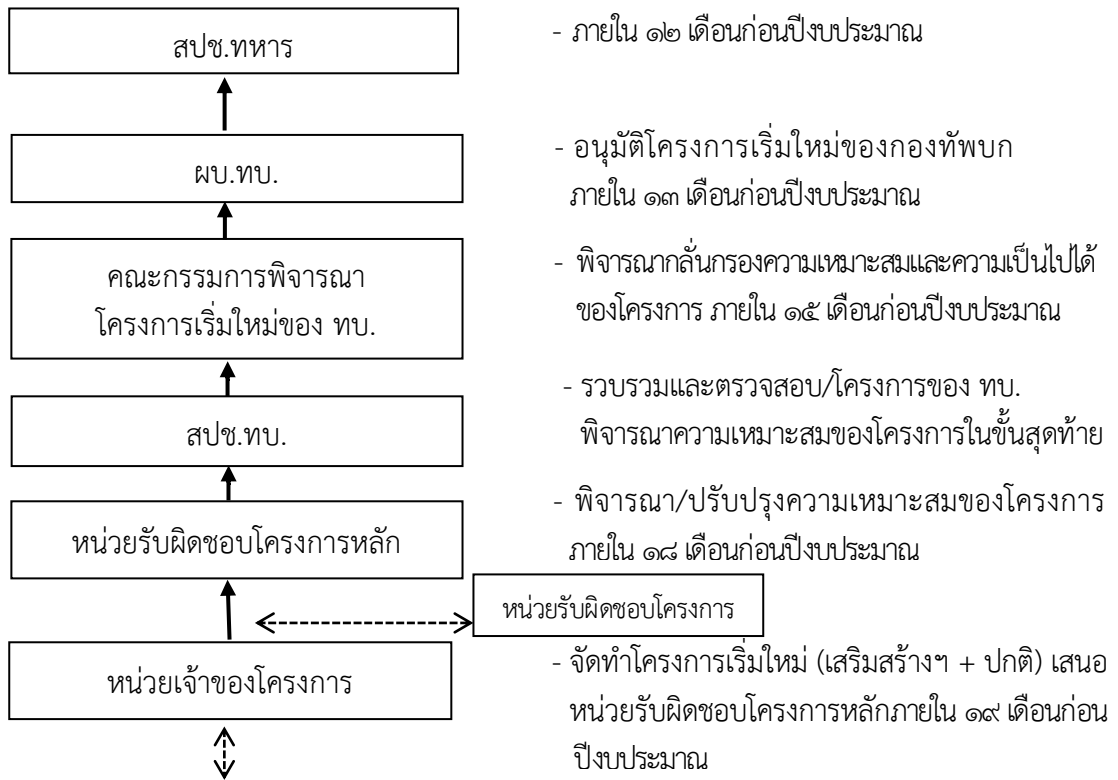 สปช.ทหาร
- ภายใน ๑๒ เดือนก่อนปีงบประมาณ
ผบ.ทบ.
- อนุมัติโครงการเริ่มใหม่ของกองทัพบก
ภายใน ๑๓ เดือนก่อนปีงบประมาณ
คณะกรรมการพิจารณา
โครงการเริ่มใหม่ของ ทบ.
- พิจารณากลั่นกรองความเหมาะสมและความเป็นไปได้
ของโครงการ ภายใน ๑๕ เดือนก่อนปีงบประมาณ
สปช.ทบ.
- รวบรวมและตรวจสอบ/โครงการของ ทบ.
พิจารณาความเหมาะสมของโครงการในขั้นสุดท้าย
หน่วยรับผิดชอบโครงการหลัก
- พิจารณา/ปรับปรุงความเหมาะสมของโครงการ
ภายใน ๑๘ เดือนก่อนปีงบประมาณ
หน่วยรับผิดชอบโครงการ
หน่วยเจ้าของโครงการ
- จัดทำโครงการเริ่มใหม่ (เสริมสร้างฯ + ปกติ) เสนอ
หน่วยรับผิดชอบโครงการหลักภายใน ๑๙ เดือนก่อน
ปีงบประมาณ